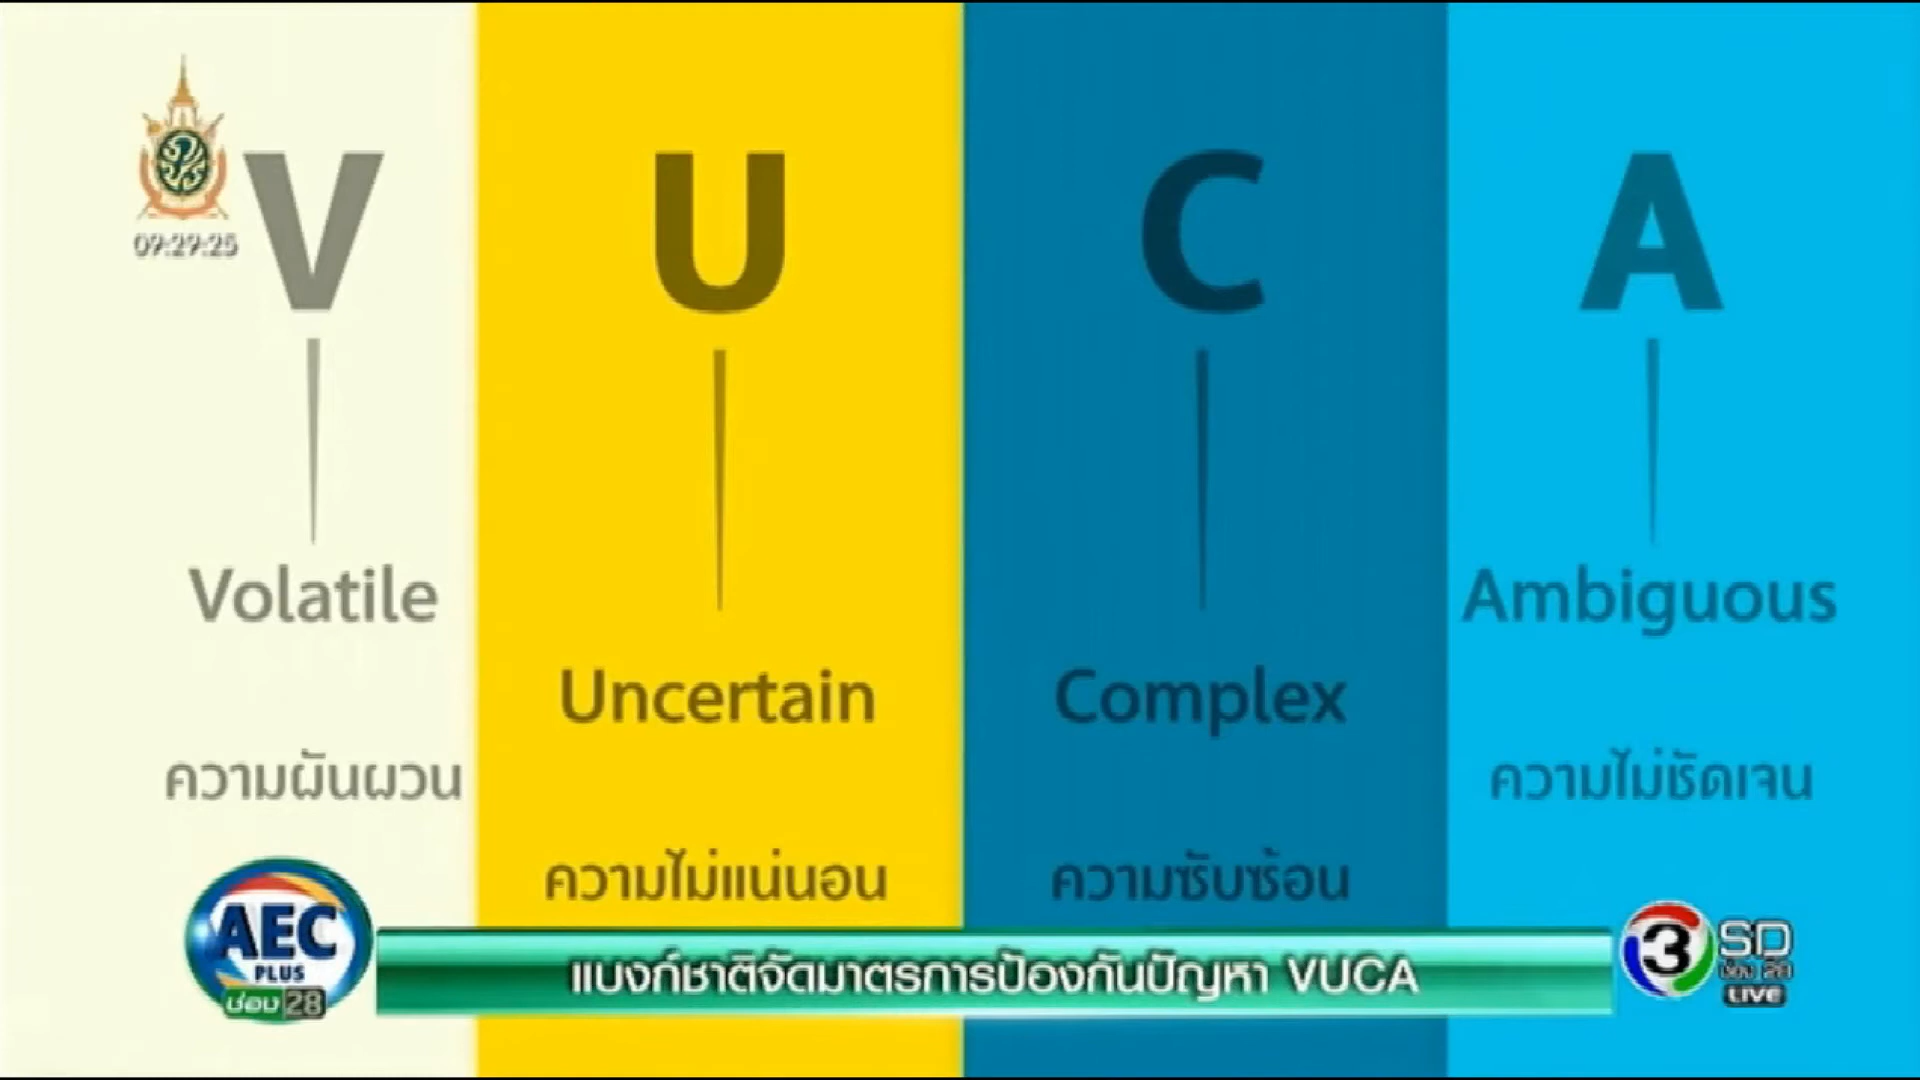 V U C A
09:29:25
Volatile
Ambiguous
Uncertain
Complex
ความผันผวน
ความไม่ชัดเจน
ความไม่แน่นอน
ความซับซ้อน
AEC
PLUS
ช่อง 28
แบงก์ชาติจัดมาตรการป้องกันปัญหา VUCA
3 SD
ช่อง 28
LIVE